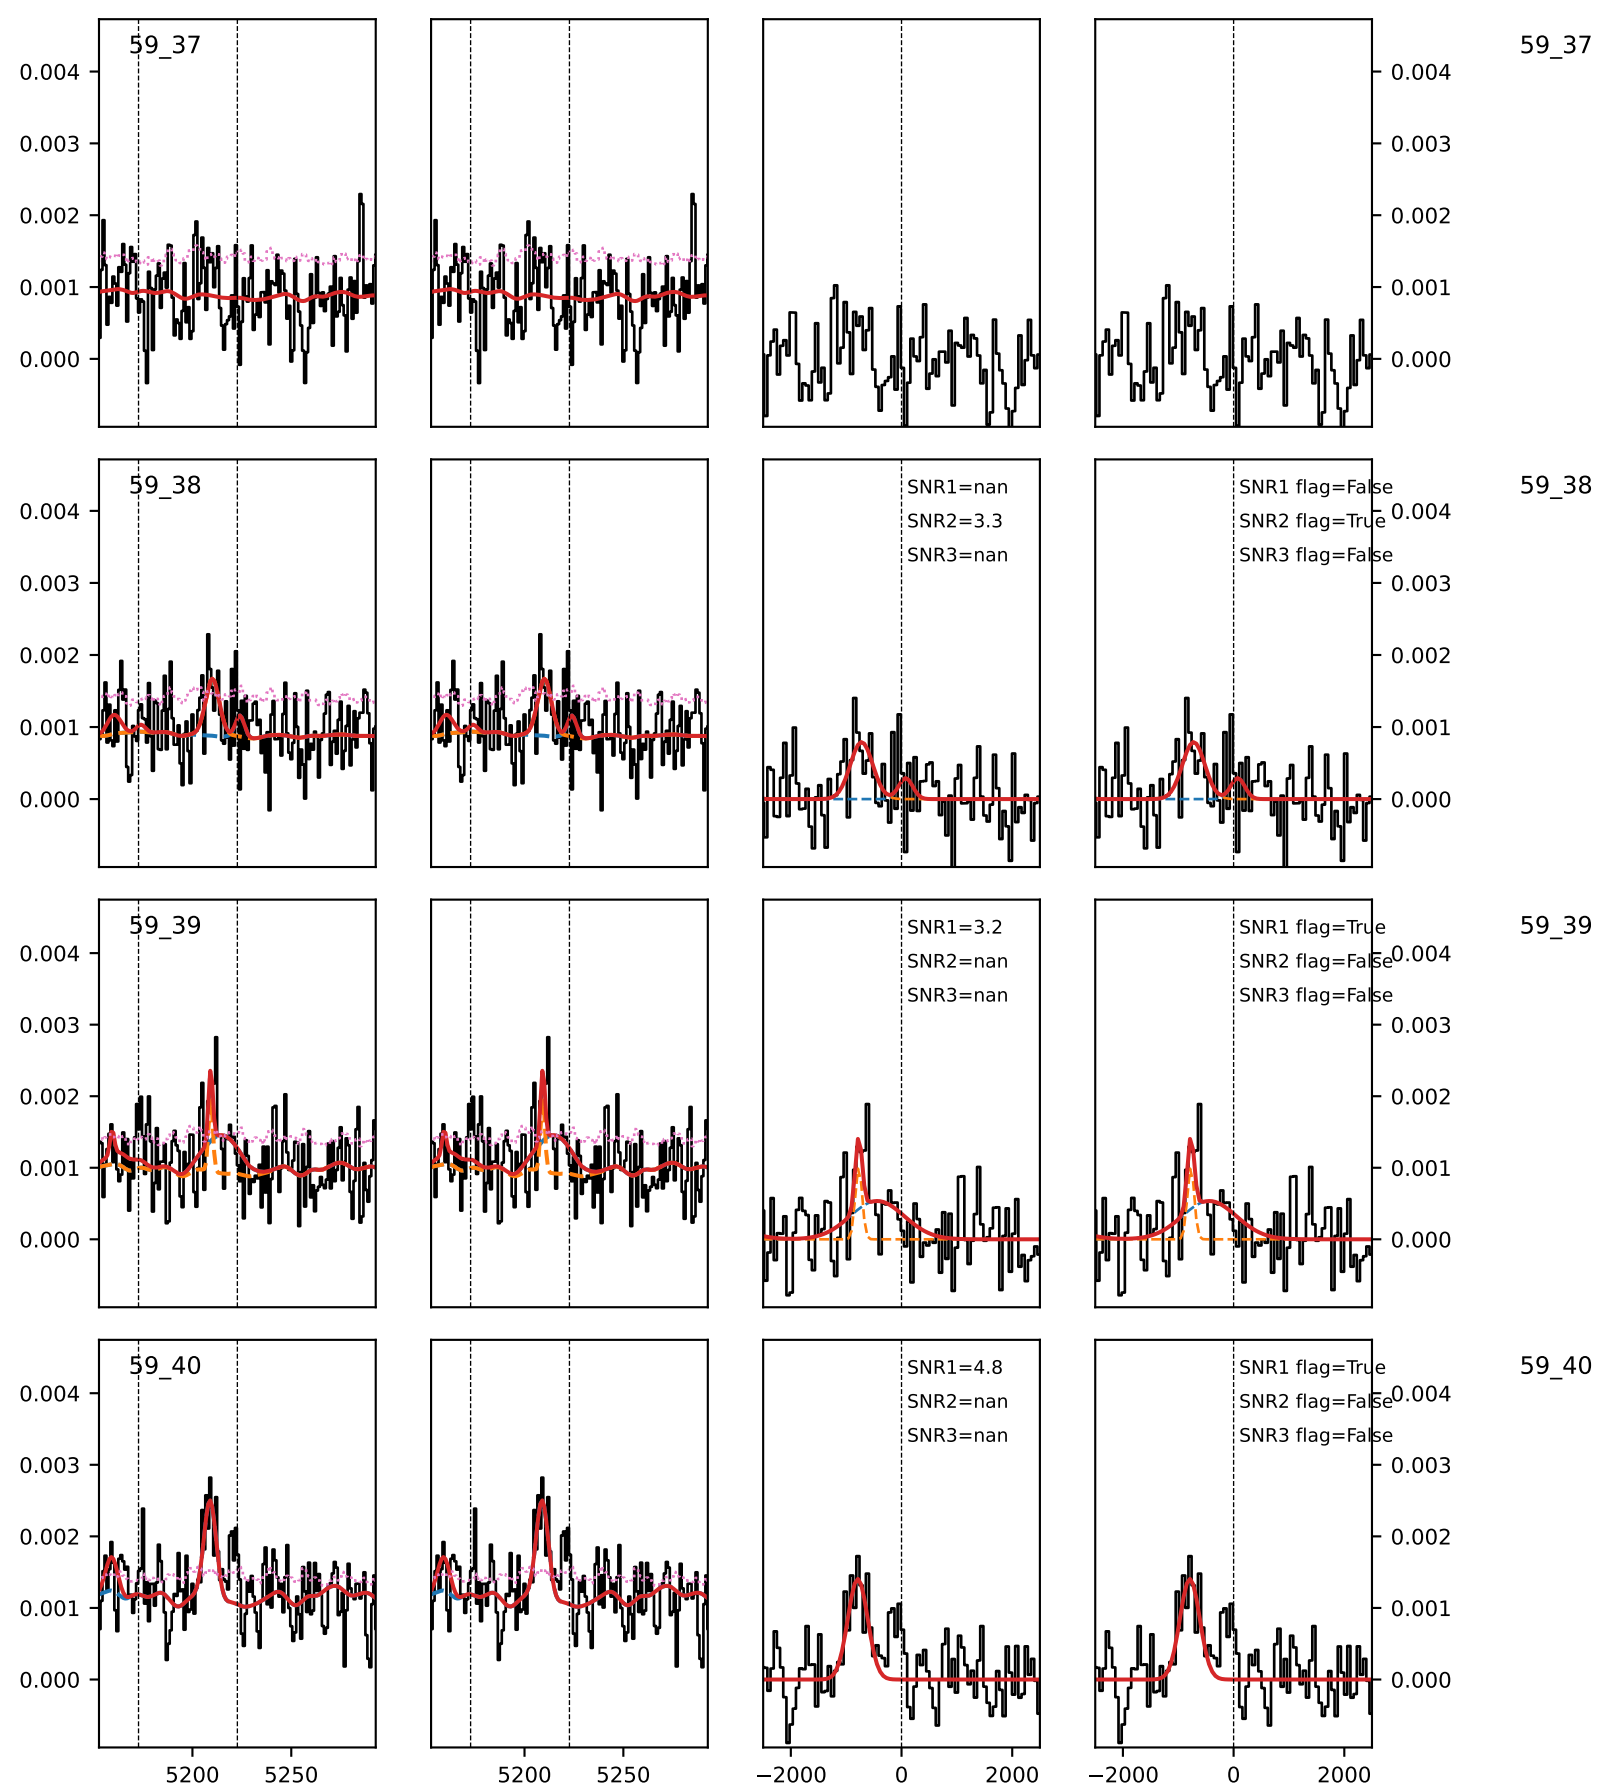 59_37
59_37
0.004
0.003
0.002
0.001
0.000
0.004
0.003
0.002
0.001
0.000
59_38
SNR1=nan
SNR2=3.3
SNR3=nan
SNR1 flag=False
SNR2 flag=True
SNR3 flag=False
59_38
0.004
0.003
0.002
0.001
0.000
0.004
0.003
0.002
0.001
0.000
59_39
SNR1=3.2
SNR2=nan
SNR3=nan
SNR1 flag=True
SNR2 flag=False
SNR3 flag=False
59_39
0.004
0.003
0.002
0.001
0.000
0.004
0.003
0.002
0.001
0.000
59_40
SNR1=4.8
SNR2=nan
SNR3=nan
SNR1 flag=True
SNR2 flag=False
SNR3 flag=False
59_40
0.004
0.003
0.002
0.001
0.000
0.004
0.003
0.002
0.001
0.000
5200 5250
5200 5250
−2000 0 2000
−2000 0 2000